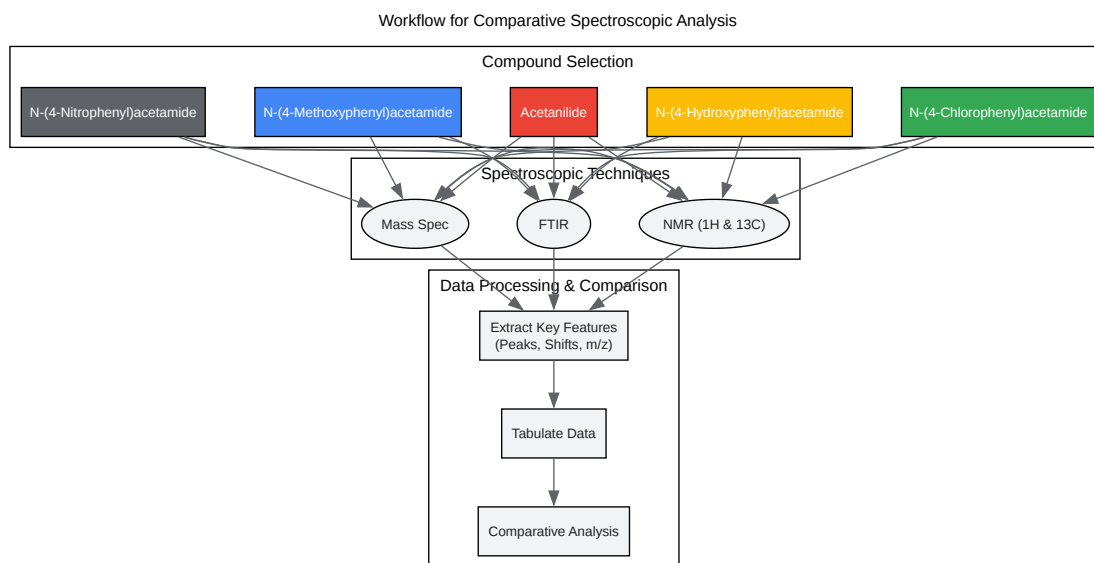 Workflow for Comparative Spectroscopic Analysis
Compound Selection
N-(4-Nitrophenyl)acetamide
N-(4-Methoxyphenyl)acetamide
Acetanilide
N-(4-Hydroxyphenyl)acetamide
N-(4-Chlorophenyl)acetamide
Spectroscopic Techniques
Mass Spec
FTIR
NMR (1H & 13C)
Data Processing & Comparison
Extract Key Features
(Peaks, Shifts, m/z)
Tabulate Data
Comparative Analysis